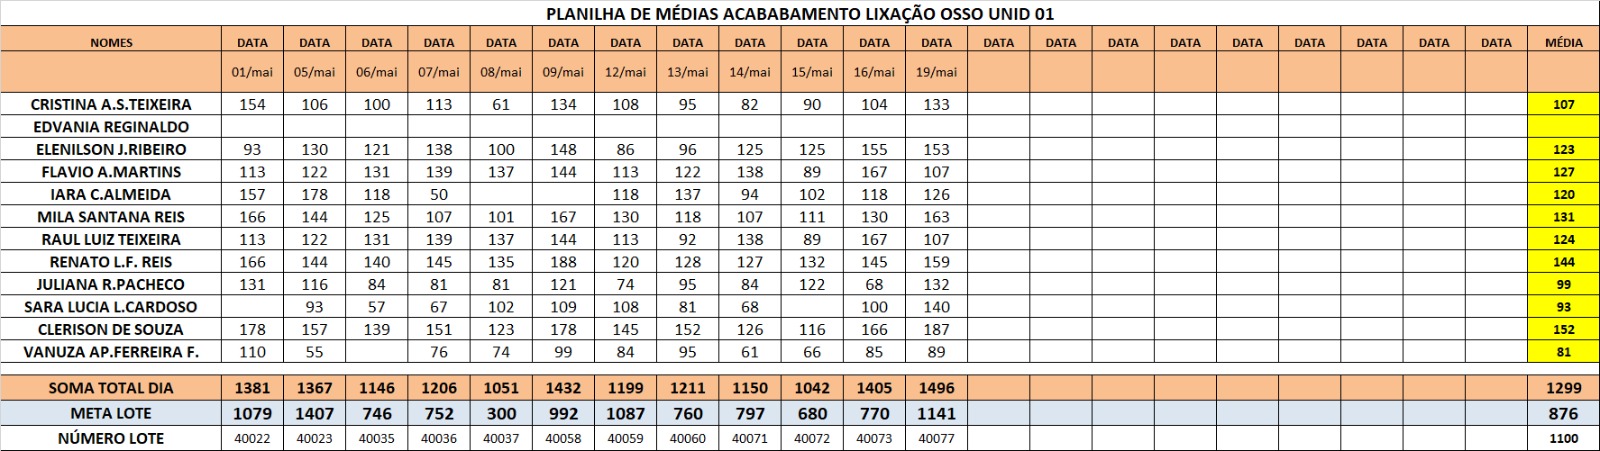 PLANILHA DE MÉDIAS ACABABAMENTO LIXAÇÃO OSSO UNID 01
NOMES DATA DATA DATA DATA DATA DATA DATA DATA DATA DATA DATA DATA DATA DATA DATA DATA DATA DATA DATA DATA DATA MÉDIA
01/mai 05/mai 06/mai 07/mai 08/mai 09/mai 12/mai 13/mai 14/mai 15/mai 16/mai 19/mai
CRISTINA A.S.TEIXEIRA 154 106 100 113 61 134 108 95 82 90 104 133 107
EDVANIA REGINALDO
ELENILSON J.RIBEIRO 93 130 121 138 100 148 86 96 125 125 155 153 123
FLAVIO A.MARTINS 113 122 131 139 137 144 113 122 138 89 167 107 127
IARA C.ALMEIDA 157 178 118 50 118 137 94 102 118 126 120
MILA SANTANA REIS 166 144 125 107 101 167 130 118 107 111 130 163 131
RAUL LUIZ TEIXEIRA 113 122 131 139 137 144 113 92 138 89 167 107 124
RENATO L.F. REIS 166 144 140 145 135 188 120 128 127 132 145 159 144
JULIANA R.PACHECO 131 116 84 81 81 121 74 95 84 122 68 132 99
SARA LUCIA L.CARDOSO 93 57 67 102 109 108 81 68 100 140 93
CLERISON DE SOUZA 178 157 139 151 123 178 145 152 126 116 166 187 152
VANUZA AP.FERREIRA F. 110 55 76 74 99 84 95 61 66 85 89 81
SOMA TOTAL DIA 1381 1367 1146 1206 1051 1432 1199 1211 1150 1042 1405 1496 1299
META LOTE 1079 1407 746 752 300 992 1087 760 797 680 770 1141 876
NÚMERO LOTE 40022 40023 40035 40036 40037 40058 40059 40060 40071 40072 40073 40077 1100